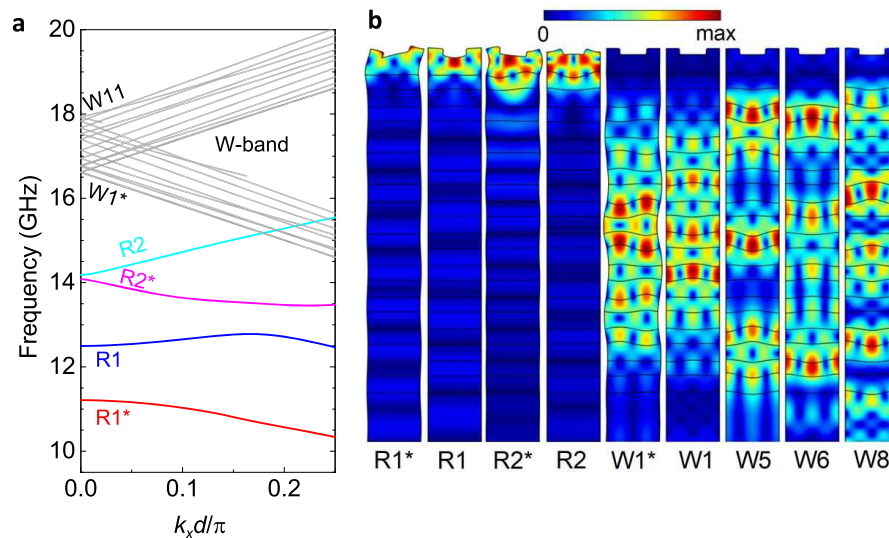 a
20
18
16
14
12
10
Frequency (GHz)
W11
W-band
W1*
R2
R2*
R1
R1*
0.0
0.1
0.2
kₓd/π
b
0
max
R1* R1 R2* R2 W1* W1 W5 W6 W8